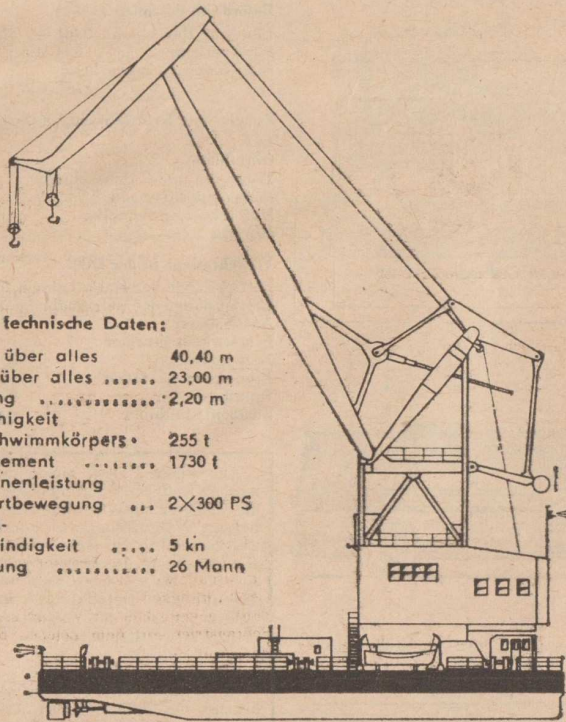 technische Daten:
über alles 40,40 m
über alles ...... 23,00 m
ng ............. 2,20 m
higkeit
hwimmkörpers • 255 t
ement ........ 1730 t
nenleistung
rtbewegung ... 2×300 PS
-
indigkeit ..... 5 kn
ung ............ 26 Mann